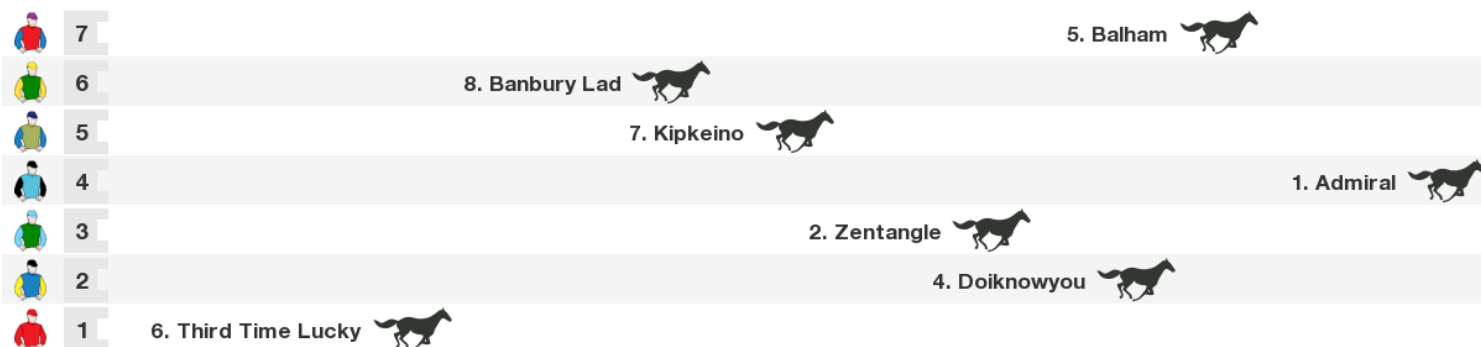 7 5. Balham
6 8. Banbury Lad
5 7. Kipkeino
4 1. Admiral
3 2. Zentangle
2 4. Doiknowyou
1 6. Third Time Lucky